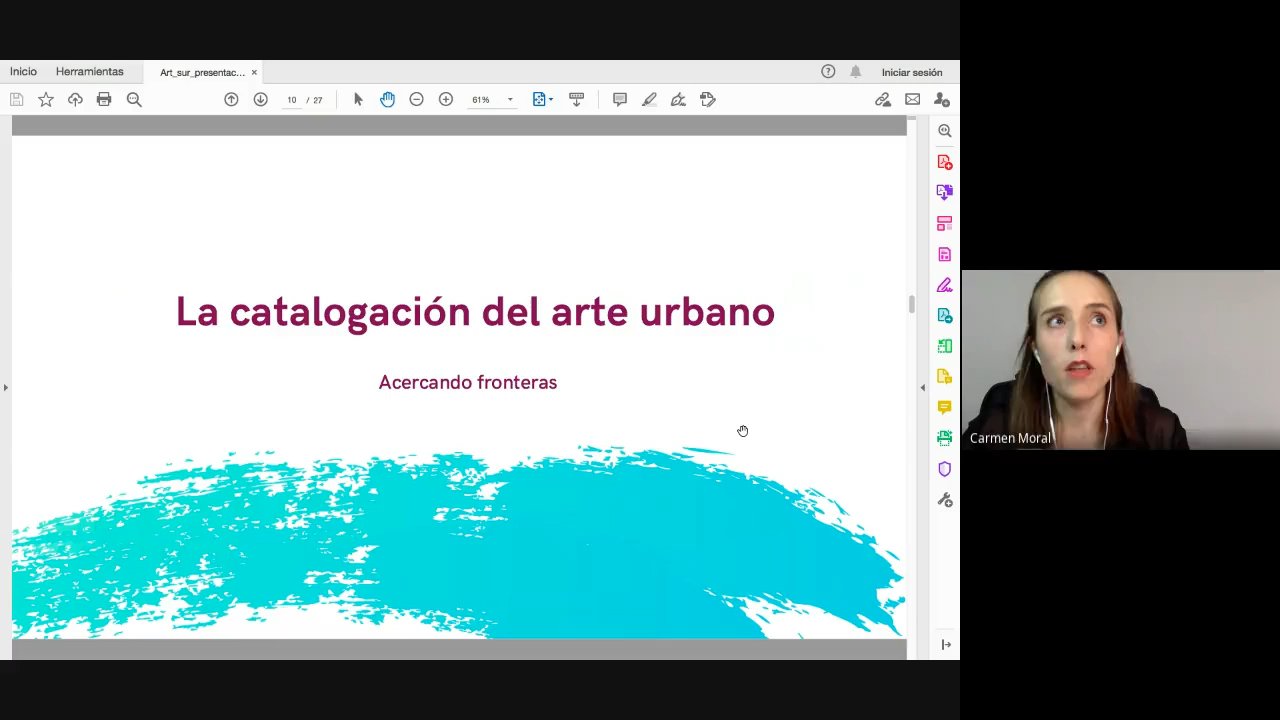 Inicio Herramientas Art_sur_presentac... × Iniciar sesión
10 / 27 61%
La catalogación del arte urbano
Acercando fronteras
Carmen Moral